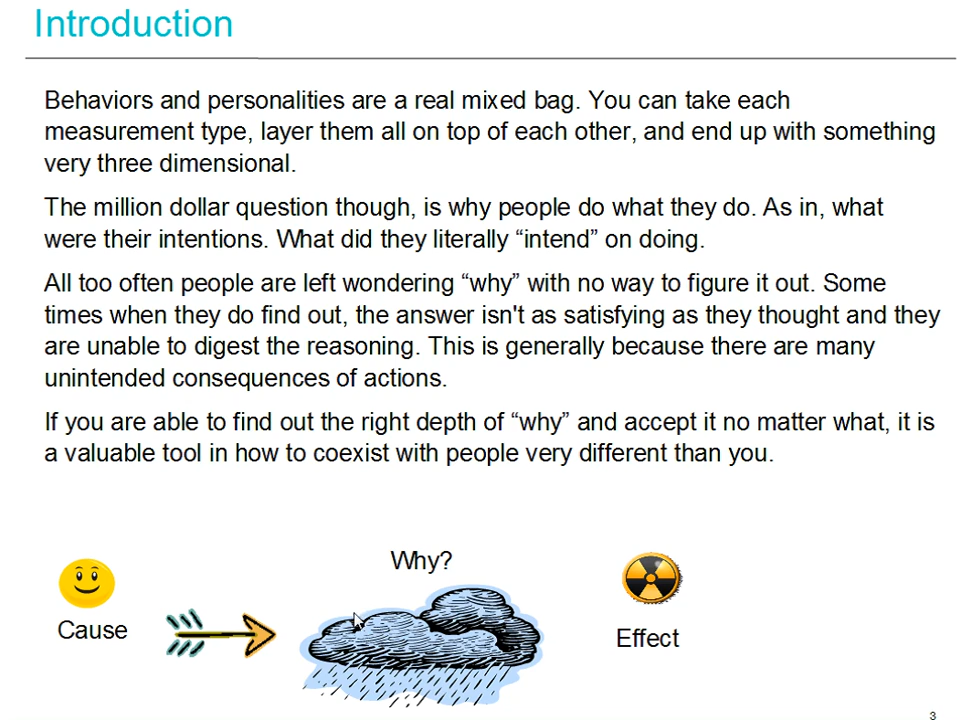 Introduction
Behaviors and personalities are a real mixed bag. You can take each
measurement type, layer them all on top of each other, and end up with something
very three dimensional.
The million dollar question though, is why people do what they do. As in, what
were their intentions. What did they literally “intend” on doing.
All too often people are left wondering “why” with no way to figure it out. Some
times when they do find out, the answer isn't as satisfying as they thought and they
are unable to digest the reasoning. This is generally because there are many
unintended consequences of actions.
If you are able to find out the right depth of “why” and accept it no matter what, it is
a valuable tool in how to coexist with people very different than you.
Why?
Cause
Effect
3